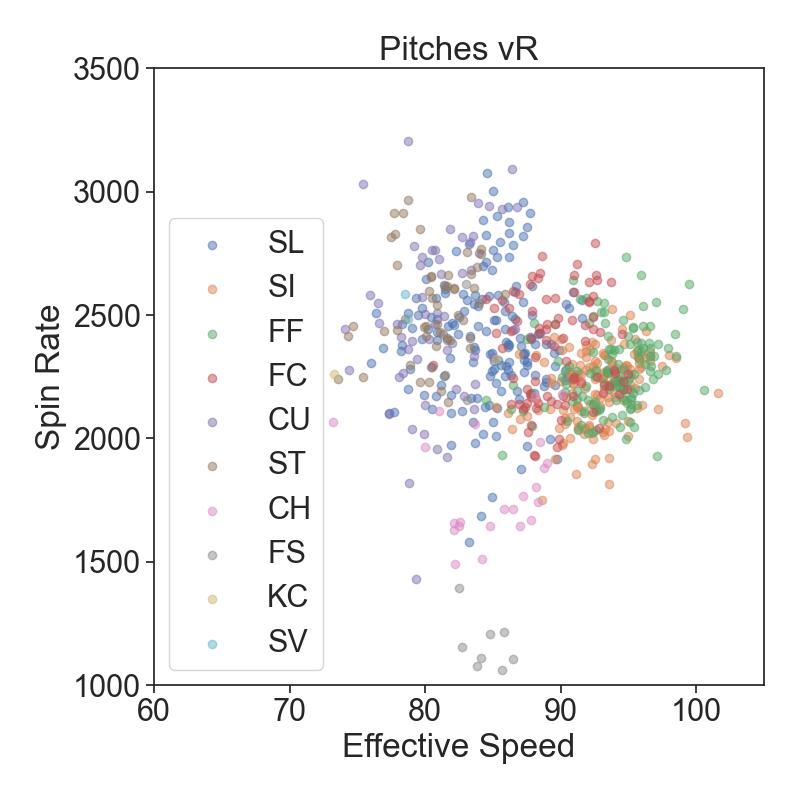 Pitches vR
3500
3000
2500
2000
1500
1000
Spin Rate
SL
SI
FF
FC
CU
ST
CH
FS
KC
SV
60 70 80 90 100
Effective Speed